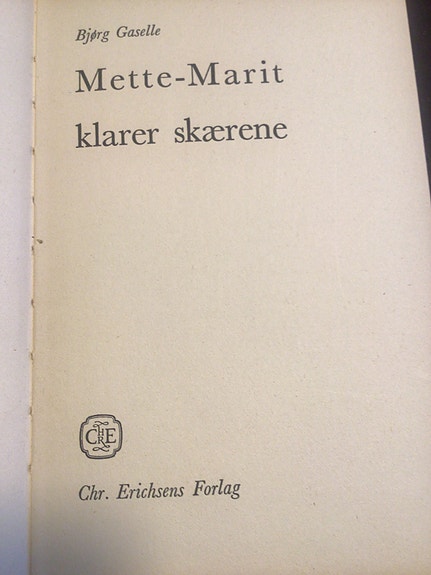 Bjørg Gaselle
Mette-Marit
klarer skærene
Chr. Erichsens Forlag